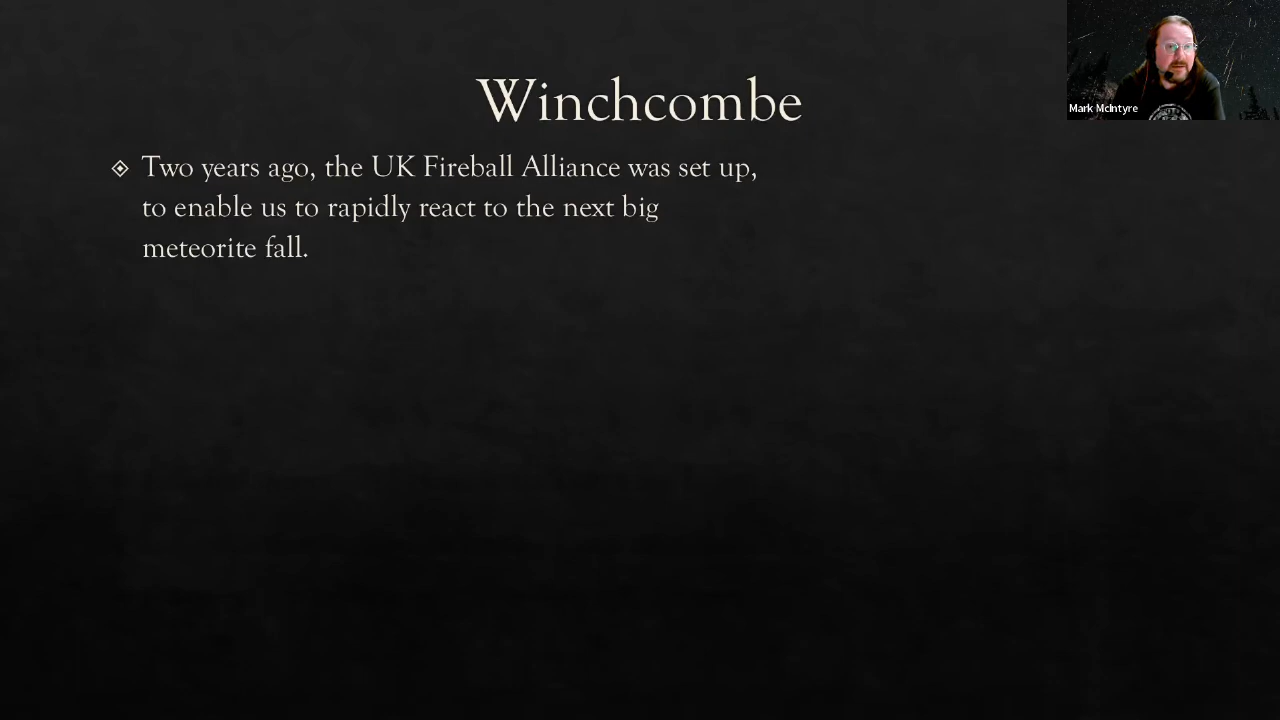 Winchcombe
Two years ago, the UK Fireball Alliance was set up,
to enable us to rapidly react to the next big
meteorite fall.
Mark McIntyre